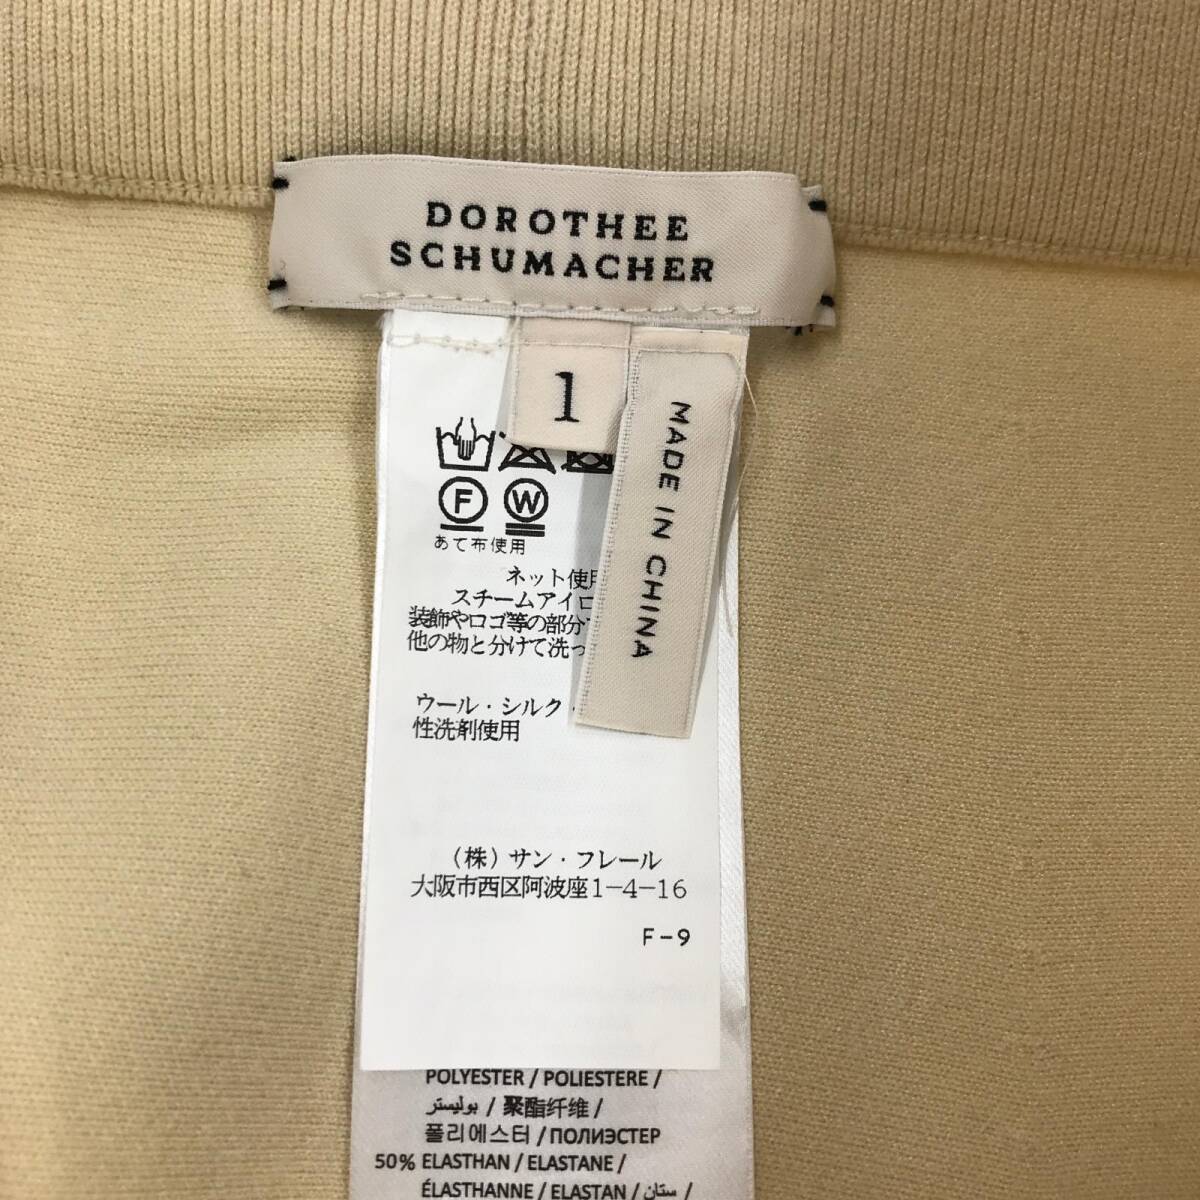 DOROTHEE
SCHUMACHER
1
MADE IN CHINA
F W
あて布使用
ネット使用
スチームアイロ
装飾やロゴ等の部分
他の物と分けて洗っ
ウール・シルク・
性洗剤使用
(株)サン・フレール
大阪市西区阿波座1-4-16
F-9
POLYESTER / POLIESTERE /
بوليستر / 聚酯纤维 /
폴리에스터 / ПОЛИЭСТЕР
50% ELASTHAN / ELASTANE /
ÉLASTHANNE / ELASTAN / ستان /